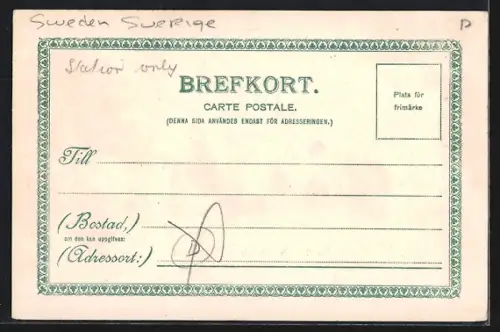 Sweden Sverige
D
Station only
BREFKORT.
CARTE POSTALE.
(DENNA SIDA ANVÄNDES ENDAST FÖR ADRESSERINGEN.)
Plats för
frimärke
Till
(Bostad,)
om den kan uppgifves:
(Adressort:)
D